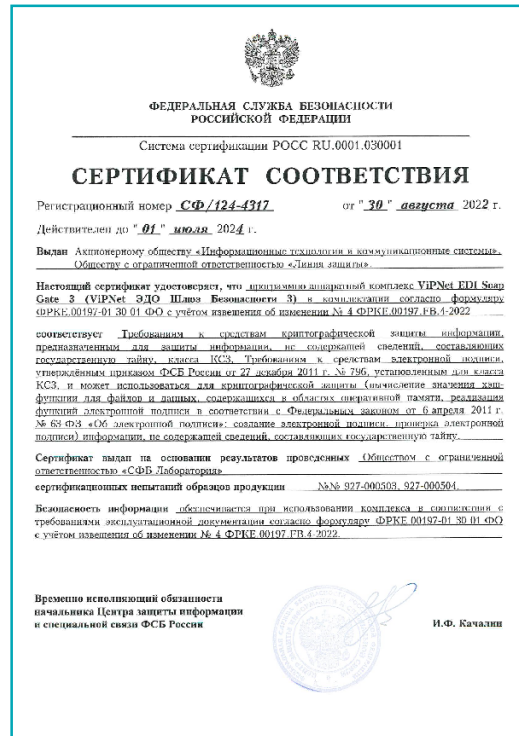 ФЕДЕРАЛЬНАЯ СЛУЖБА БЕЗОПАСНОСТИ
РОССИЙСКОЙ ФЕДЕРАЦИИ
Система сертификации РОСС RU.0001.030001
СЕРТИФИКАТ СООТВЕТСТВИЯ
Регистрационный номер СФ/124-4317 от "30" августа 2022 г.
Действителен до "01" июля 2024 г.
Выдан Акционерному обществу «Информационные технологии и коммуникационные системы».
Обществу с ограниченной ответственностью «Линия защиты».
Настоящий сертификат удостоверяет, что программно-аппаратный комплекс ViPNet EDI Soap
Gate 3 (ViPNet ЭДО Шлюз Безопасности 3) в комплектации согласно формуляру
ФРКЕ.00197-01 30 01 ФО с учётом извещения об изменении № 4 ФРКЕ.00197.FB.4-2022
соответствует Требованиям к средствам криптографической защиты информации,
предназначенным для защиты информации, не содержащей сведений, составляющих
государственную тайну, класса КС3, Требованиям к средствам электронной подписи,
утверждённым приказом ФСБ России от 27 декабря 2011 г. № 796, установленным для класса
КС3, и может использоваться для криптографической защиты (вычисление значения хэш-
функции для файлов и данных, содержащихся в областях оперативной памяти, реализация
функций электронной подписи в соответствии с Федеральным законом от 6 апреля 2011 г.
№ 63-ФЗ «Об электронной подписи»: создание электронной подписи, проверка электронной
подписи) информации, не содержащей сведений, составляющих государственную тайну.
Сертификат выдан на основании результатов проведенных Обществом с ограниченной
ответственностью «СФБ Лаборатория»
сертификационных испытаний образцов продукции №№ 927-000503, 927-000504.
Безопасность информации обеспечивается при использовании комплекса в соответствии с
требованиями эксплуатационной документации согласно формуляру ФРКЕ.00197-01 30 01 ФО
с учётом извещения об изменении № 4 ФРКЕ.00197.FB.4-2022.
Временно исполняющий обязанности
начальника Центра защиты информации
и специальной связи ФСБ России И.Ф. Качалин